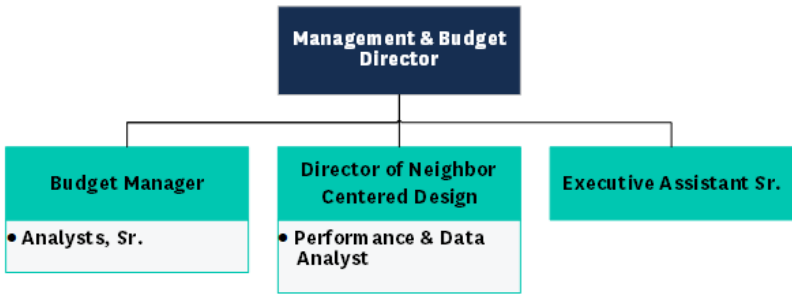 Management & Budget
Director
Budget Manager
Director of Neighbor
Centered Design
Executive Assistant Sr.
• Analysts, Sr.
• Performance & Data
Analyst